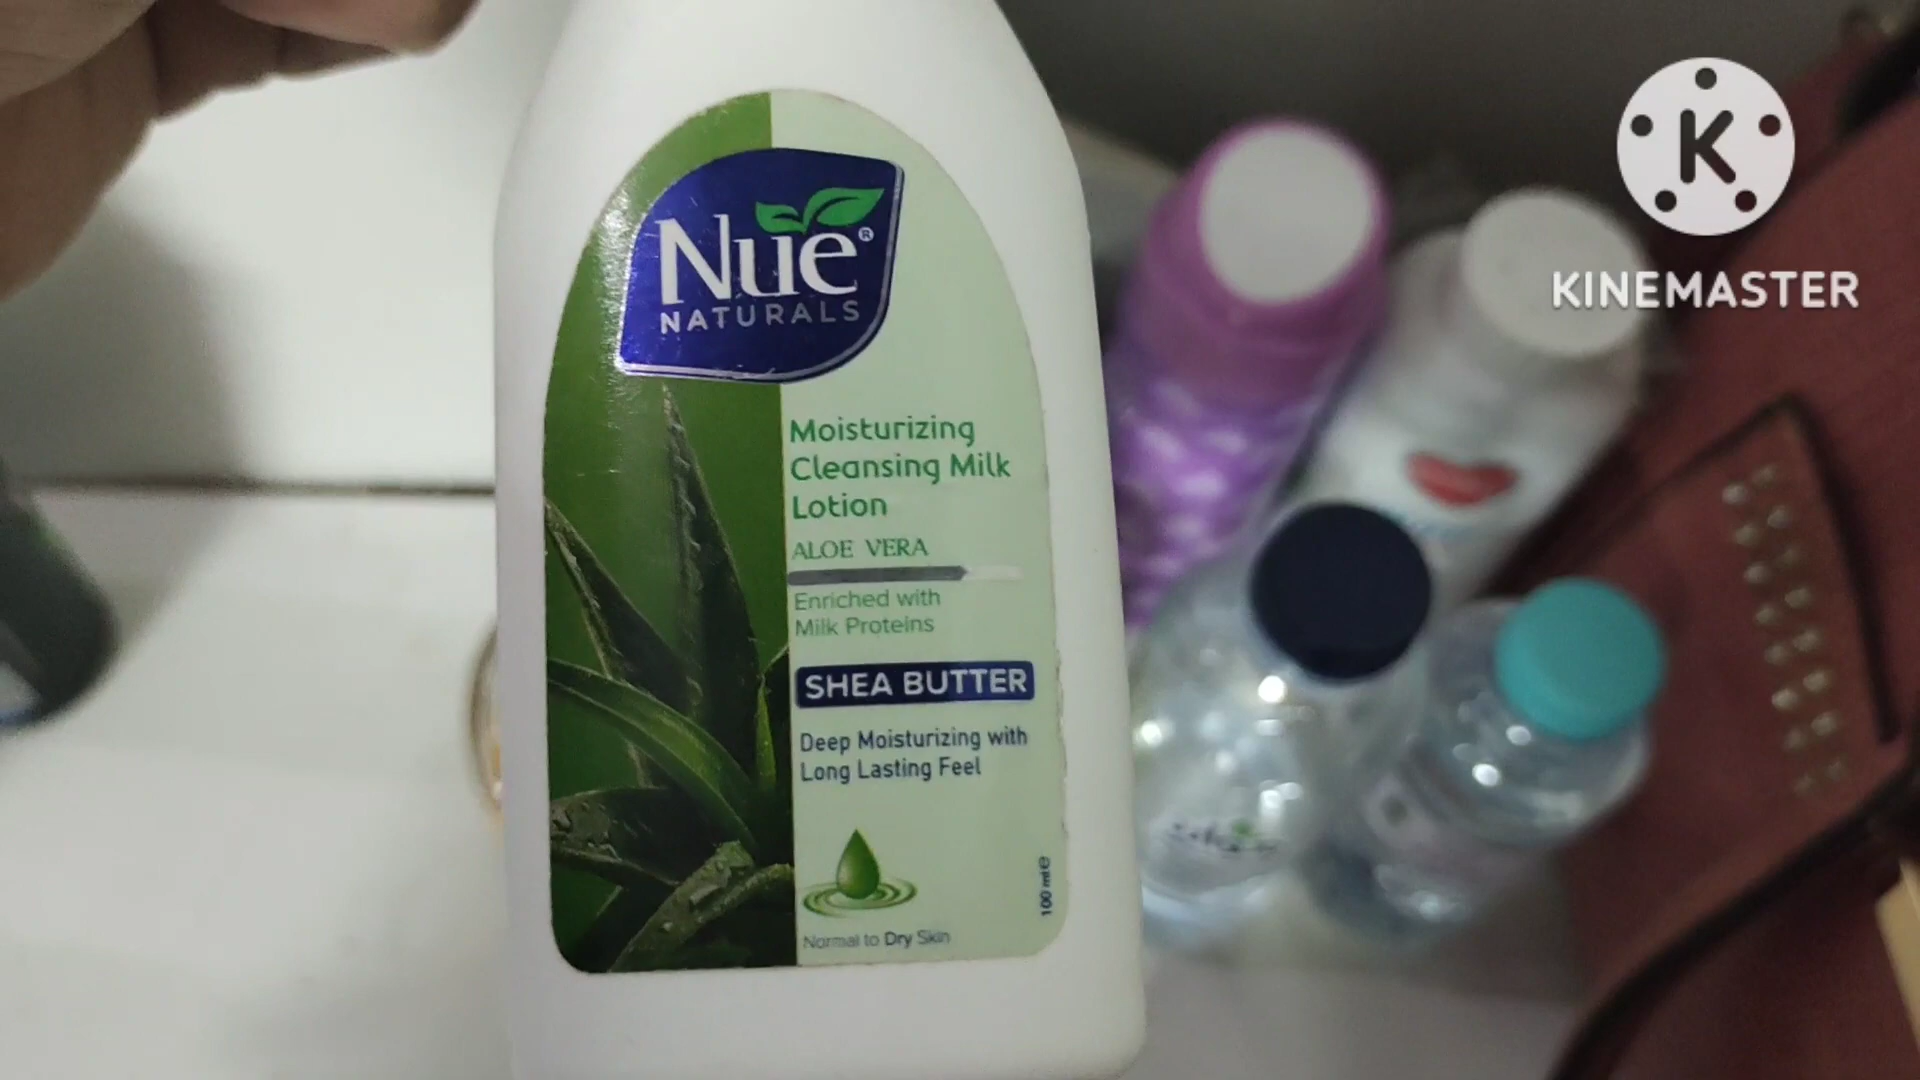 Nue®
NATURALS
Moisturizing
Cleansing Milk
Lotion
ALOE VERA
Enriched with
Milk Proteins
SHEA BUTTER
Deep Moisturizing with
Long Lasting Feel
100 ml e
Normal to Dry Skin
K
KINEMASTER